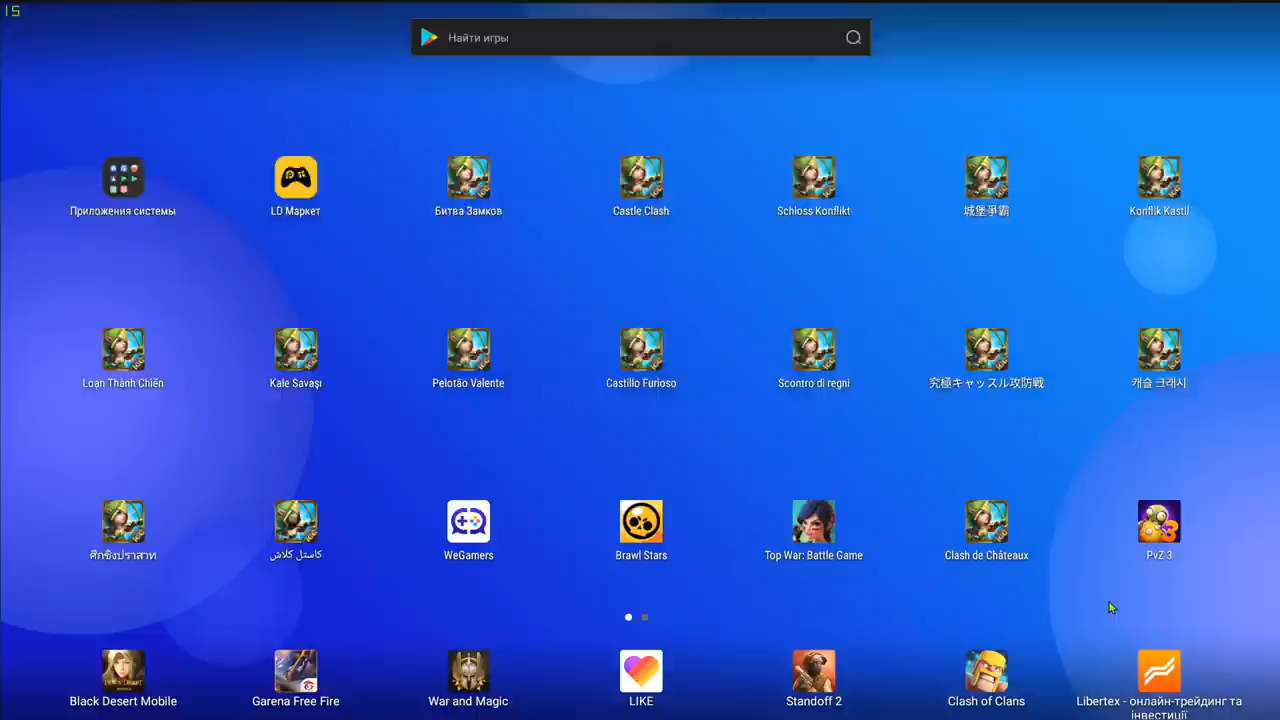 15
Найти игры
Приложения системы
LD Маркет
Битва Замков
Castle Clash
Schloss Konflikt
城堡爭霸
Konflik Kastil
Loạn Thành Chiến
Kale Savaşı
Pelotão Valente
Castillo Furioso
Scontro di regni
究極キャッスル攻防戦
캐슬 크래시
ศึกชิงปราสาท
كاستل كلاش
WeGamers
Brawl Stars
Top War: Battle Game
Clash de Châteaux
PvZ 3
Black Desert Mobile
Garena Free Fire
War and Magic
LIKE
Standoff 2
Clash of Clans
Libertex - онлайн-трейдинг та
інвестиції